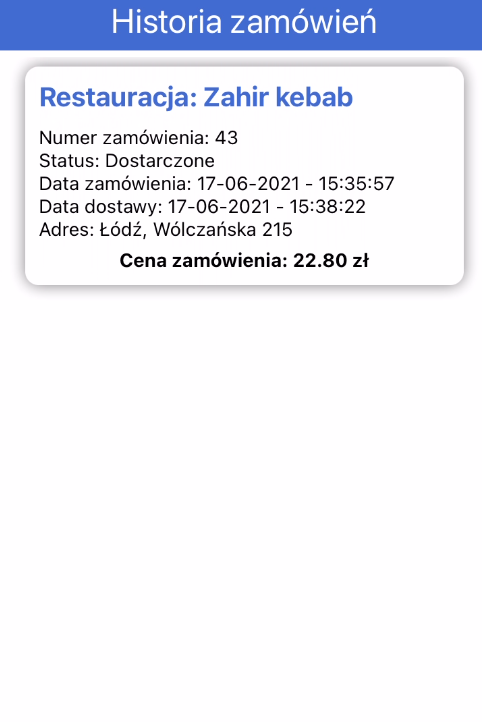 Historia zamówień
Restauracja: Zahir kebab
Numer zamówienia: 43
Status: Dostarczone
Data zamówienia: 17-06-2021 - 15:35:57
Data dostawy: 17-06-2021 - 15:38:22
Adres: Łódź, Wólczańska 215
Cena zamówienia: 22.80 zł